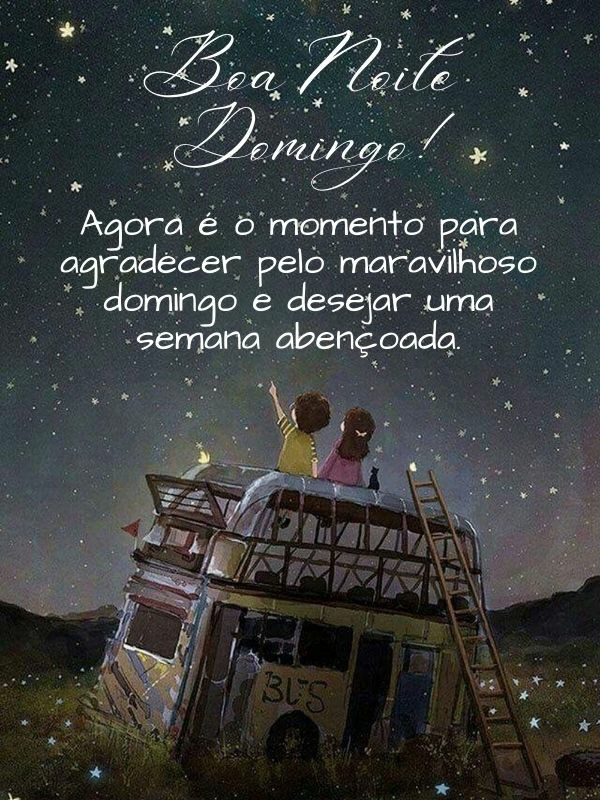 Boa Noite
Domingo!
Agora é o momento para
agradecer pelo maravilhoso
domingo e desejar uma
semana abençoada.
BUS